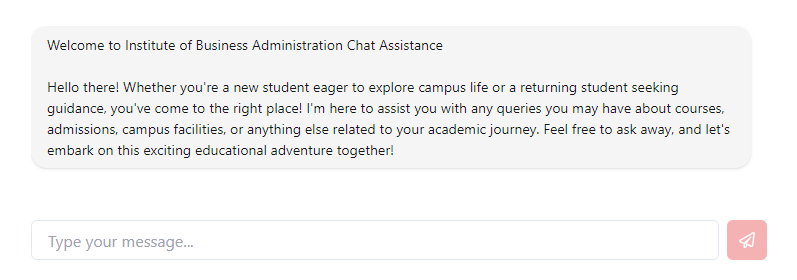 Welcome to Institute of Business Administration Chat Assistance
Hello there! Whether you're a new student eager to explore campus life or a returning student seeking
guidance, you've come to the right place! I'm here to assist you with any queries you may have about courses,
admissions, campus facilities, or anything else related to your academic journey. Feel free to ask away, and let's
embark on this exciting educational adventure together!
Type your message...